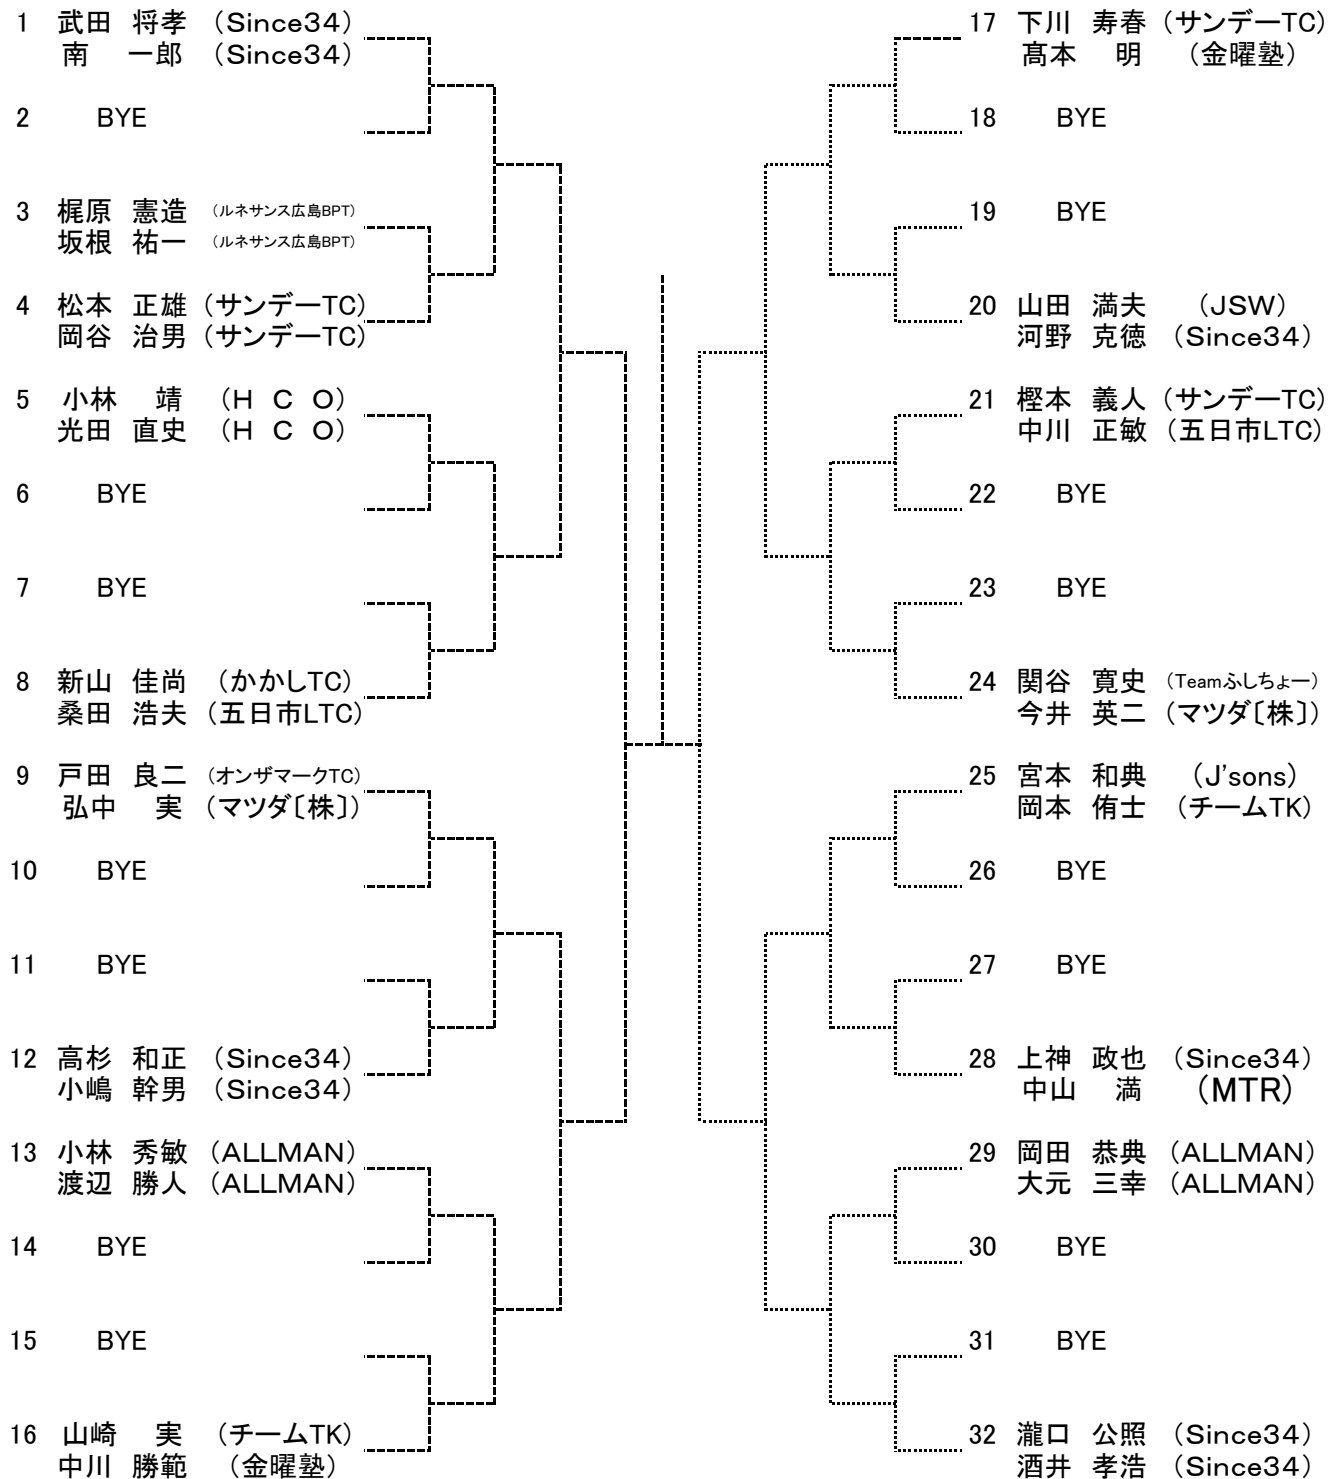 1 武田 将孝 (Since34)
南 一郎 (Since34)
2 BYE
3 梶原 憲造 (ルネサンス広島BPT)
坂根 祐一 (ルネサンス広島BPT)
4 松本 正雄 (サンデーTC)
岡谷 治男 (サンデーTC)
5 小林 靖 (H C O)
光田 直史 (H C O)
6 BYE
7 BYE
8 新山 佳尚 (かかしTC)
桑田 浩夫 (五日市LTC)
9 戸田 良二 (オンザマークTC)
弘中 実 (マツダ〔株〕)
10 BYE
11 BYE
12 高杉 和正 (Since34)
小嶋 幹男 (Since34)
13 小林 秀敏 (ALLMAN)
渡辺 勝人 (ALLMAN)
14 BYE
15 BYE
16 山崎 実 (チームTK)
中川 勝範 (金曜塾)
17 下川 寿春 (サンデーTC)
髙本 明 (金曜塾)
18 BYE
19 BYE
20 山田 満夫 (JSW)
河野 克徳 (Since34)
21 樫本 義人 (サンデーTC)
中川 正敏 (五日市LTC)
22 BYE
23 BYE
24 関谷 寛史 (Teamふしちょー)
今井 英二 (マツダ〔株〕)
25 宮本 和典 (J'sons)
岡本 侑士 (チームTK)
26 BYE
27 BYE
28 上神 政也 (Since34)
中山 満 (MTR)
29 岡田 恭典 (ALLMAN)
大元 三幸 (ALLMAN)
30 BYE
31 BYE
32 瀧口 公照 (Since34)
酒井 孝浩 (Since34)